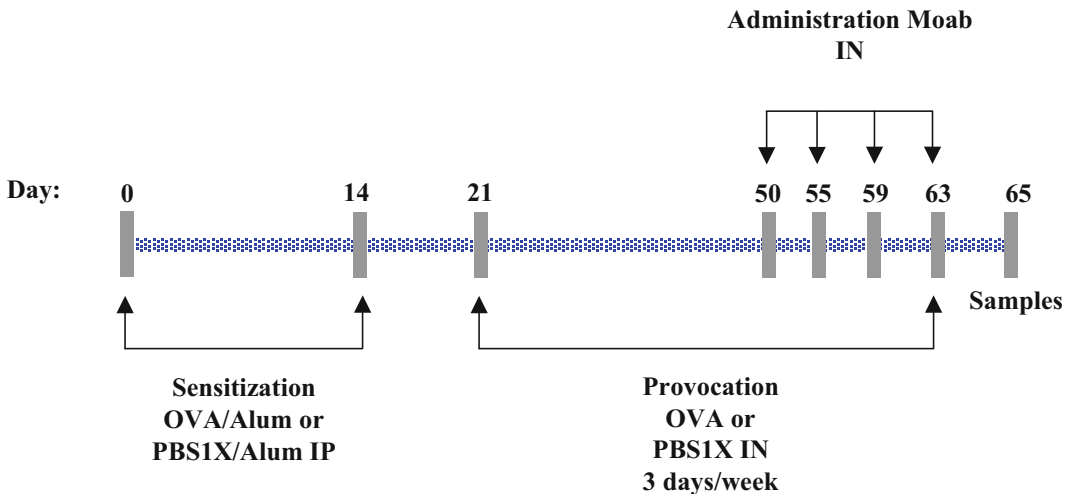 Administration Moab
IN
Day: 0 14 21 50 55 59 63 65
Samples
Sensitization
OVA/Alum or
PBS1X/Alum IP
Provocation
OVA or
PBS1X IN
3 days/week